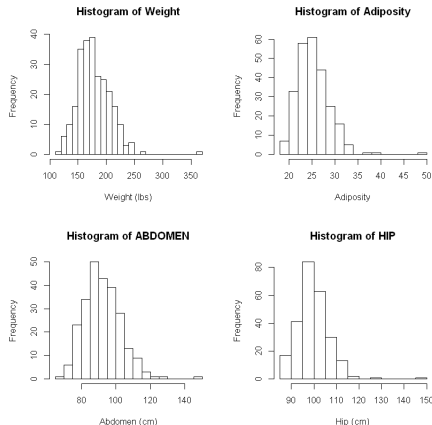 Histogram of Weight
Frequency
0 10 20 30 40
100 150 200 250 300 350
Weight (lbs)
Histogram of Adiposity
Frequency
0 10 20 30 40 50 60
20 25 30 35 40 45 50
Adiposity
Histogram of ABDOMEN
Frequency
0 10 20 30 40 50
80 100 120 140
Abdomen (cm)
Histogram of HIP
Frequency
0 20 40 60 80
90 100 110 120 130 140 150
Hip (cm)